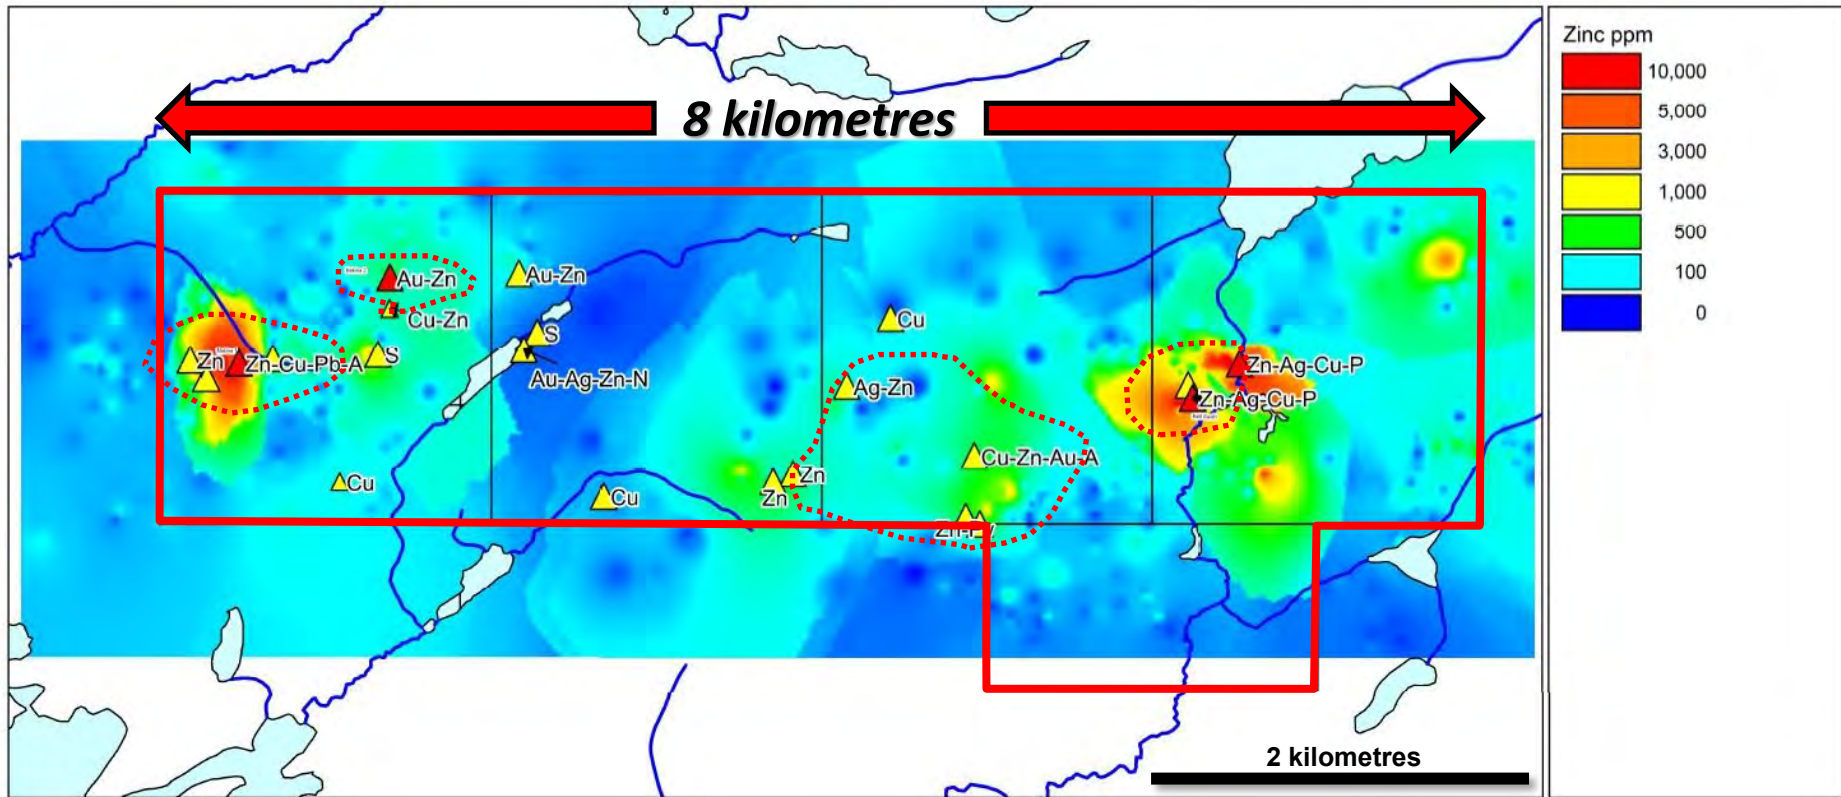 Zinc ppm
10,000
5,000
3,000
1,000
500
100
0
8 kilometres
Au-Zn
Au-Zn
Cu-Zn
Cu
S
S
Zn
Zn-Cu-Pb-A
Au-Ag-Zn-N
Zn-Ag-Cu-P
Ag-Zn
Zn-Ag-Cu-P
Cu-Zn-Au-A
Zn
Cu
Zn
Cu
2 kilometres